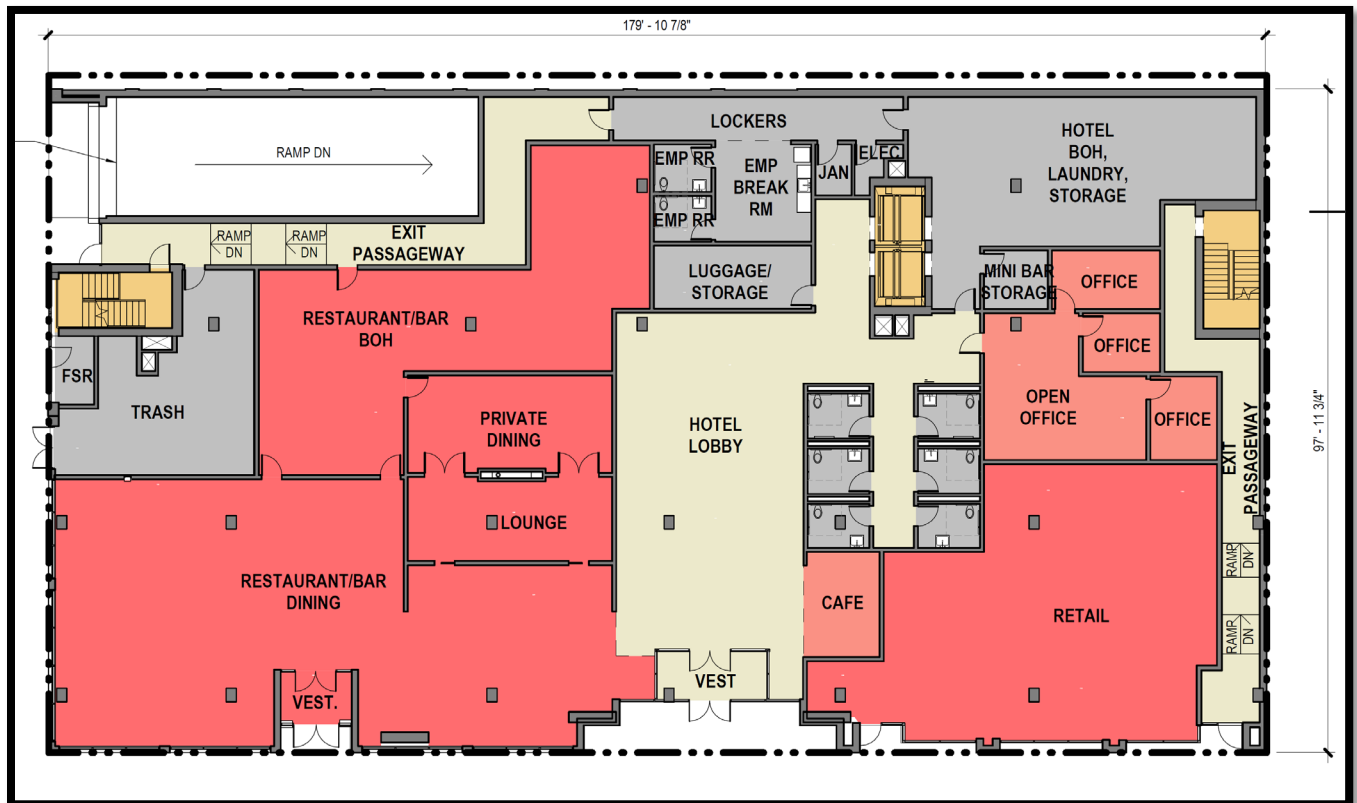 179' - 10 7/8"
RAMP DN
LOCKERS
HOTEL
BOH,
LAUNDRY,
STORAGE
EMP RR
EMP
BREAK
RM
JAN
ELEC
EMP RR
RAMP
DN
RAMP
DN
EXIT
PASSAGEWAY
LUGGAGE/
STORAGE
MINI BAR
STORAGE
OFFICE
RESTAURANT/BAR
BOH
OFFICE
FSR
TRASH
PRIVATE
DINING
HOTEL
LOBBY
OPEN
OFFICE
OFFICE
EXIT
PASSAGEWAY
97' - 11 3/4"
LOUNGE
RESTAURANT/BAR
DINING
CAFE
RETAIL
RAMP
DN
RAMP
DN
VEST.
VEST